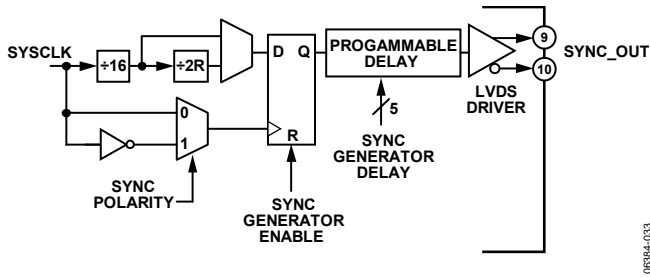 SYSCLK
÷16
÷2R
D Q
R
0
1
PROGAMMABLE
DELAY
5
9
10
SYNC_OUT
LVDS
DRIVER
SYNC
GENERATOR
DELAY
SYNC
POLARITY
SYNC
GENERATOR
ENABLE
06384-033